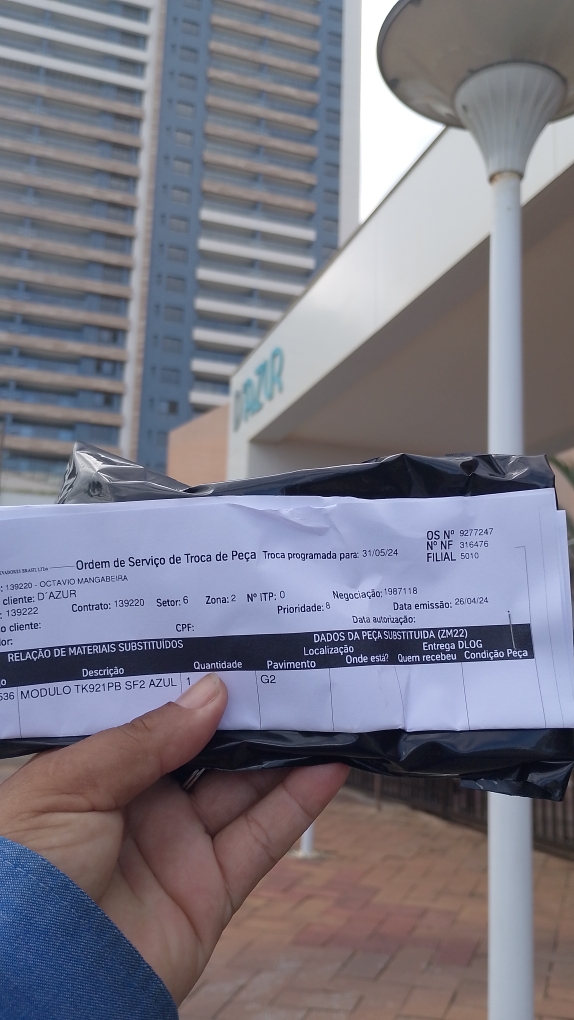 D'AZUR
OS Nº 9277247
Nº NF 316476
FILIAL 5010
Ordem de Serviço de Troca de Peça Troca programada para: 31/05/24
: 139220 - OCTAVIO MANGABEIRA
cliente: D´AZUR
: 139222 Contrato: 139220 Setor: 6 Zona: 2 Nº ITP: 0 Negociação: 1987118
o cliente: Prioridade: 8 Data emissão: 26/04/24
or: CPF: Data autorização:
RELAÇÃO DE MATERIAIS SUBSTITUÍDOS DADOS DA PEÇA SUBSTITUIDA (ZM22)
Localização Entrega DLOG
Descrição Quantidade Pavimento Onde está? Quem recebeu Condição Peça
536 MODULO TK921PB SF2 AZUL 1 G2